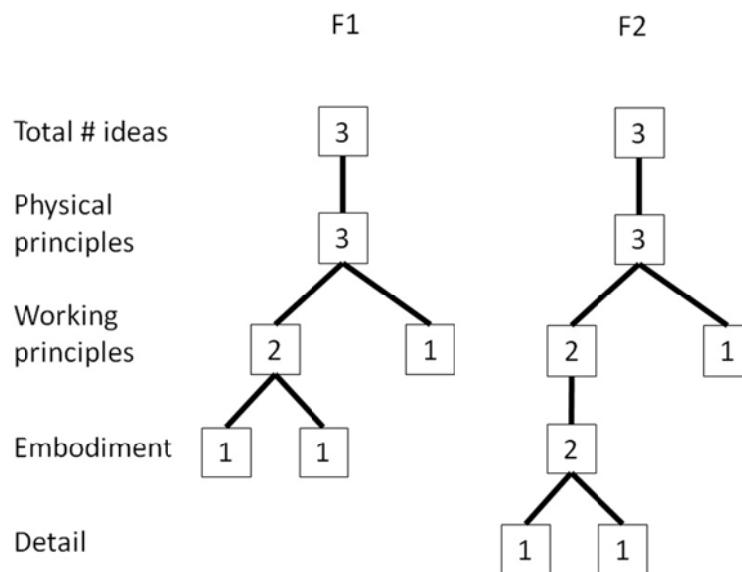 F1 F2
Total # ideas 3 3
Physical
principles 3 3
Working
principles 2 1 2 1
Embodiment 1 1 2
Detail 1 1